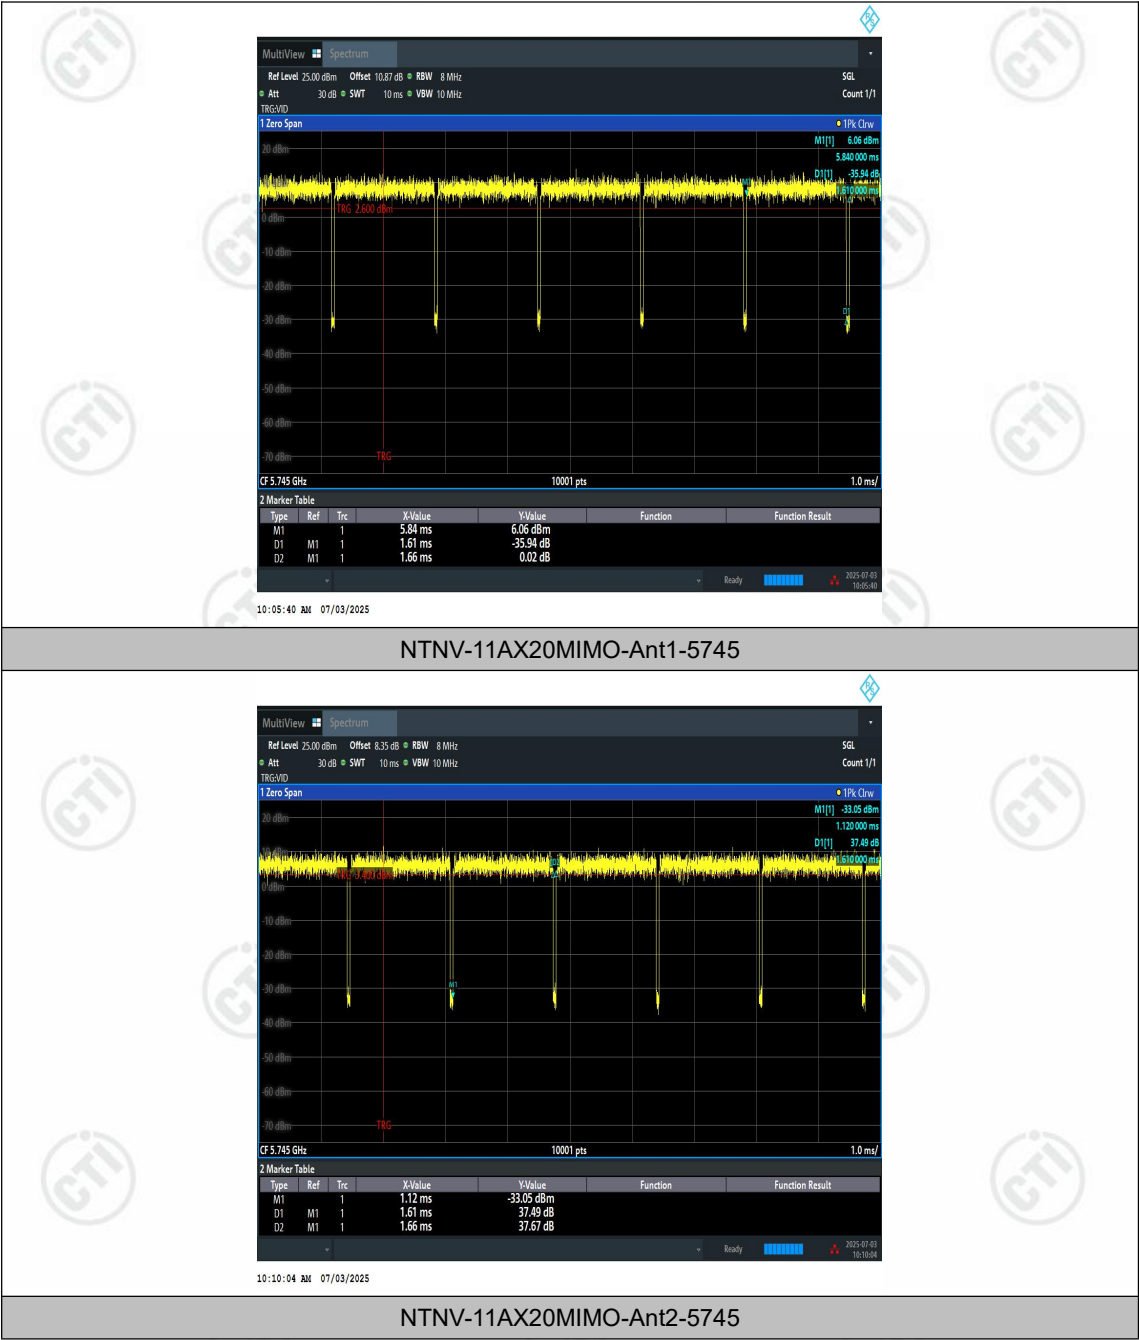 MultiView Spectrum
Ref Level 25.00 dBm Offset 10.87 dB RBW 8 MHz SGL
Att 30 dB SWT 10 ms VBW 10 MHz Count 1/1
TRG:VID
1 Zero Span 1Pk Clrw
M1[1] 6.06 dBm
20 dBm
5.840 000 ms
D1[1] -35.94 dB
1.610 000 ms
M1
TRG 2.600 dBm
0 dBm
-10 dBm
-20 dBm
D1
-30 dBm
-40 dBm
-50 dBm
-60 dBm
-70 dBm TRG
CF 5.745 GHz 10001 pts 1.0 ms/
2 Marker Table
Type Ref Trc X-Value Y-Value Function Function Result
M1 1 5.84 ms 6.06 dBm
D1 M1 1 1.61 ms -35.94 dB
D2 M1 1 1.66 ms 0.02 dB
Ready 2025-07-03
10:05:40
10:05:40 AM 07/03/2025
NTNV-11AX20MIMO-Ant1-5745
MultiView Spectrum
Ref Level 25.00 dBm Offset 8.35 dB RBW 8 MHz SGL
Att 30 dB SWT 10 ms VBW 10 MHz Count 1/1
TRG:VID
1 Zero Span 1Pk Clrw
M1[1] -33.05 dBm
20 dBm
1.120 000 ms
D1[1] 37.49 dB
1.610 000 ms
0 dBm
-10 dBm
-20 dBm
M1
-30 dBm
-40 dBm
-50 dBm
-60 dBm
-70 dBm TRG
CF 5.745 GHz 10001 pts 1.0 ms/
2 Marker Table
Type Ref Trc X-Value Y-Value Function Function Result
M1 1 1.12 ms -33.05 dBm
D1 M1 1 1.61 ms 37.49 dB
D2 M1 1 1.66 ms 37.67 dB
Ready 2025-07-03
10:10:04
10:10:04 AM 07/03/2025
NTNV-11AX20MIMO-Ant2-5745